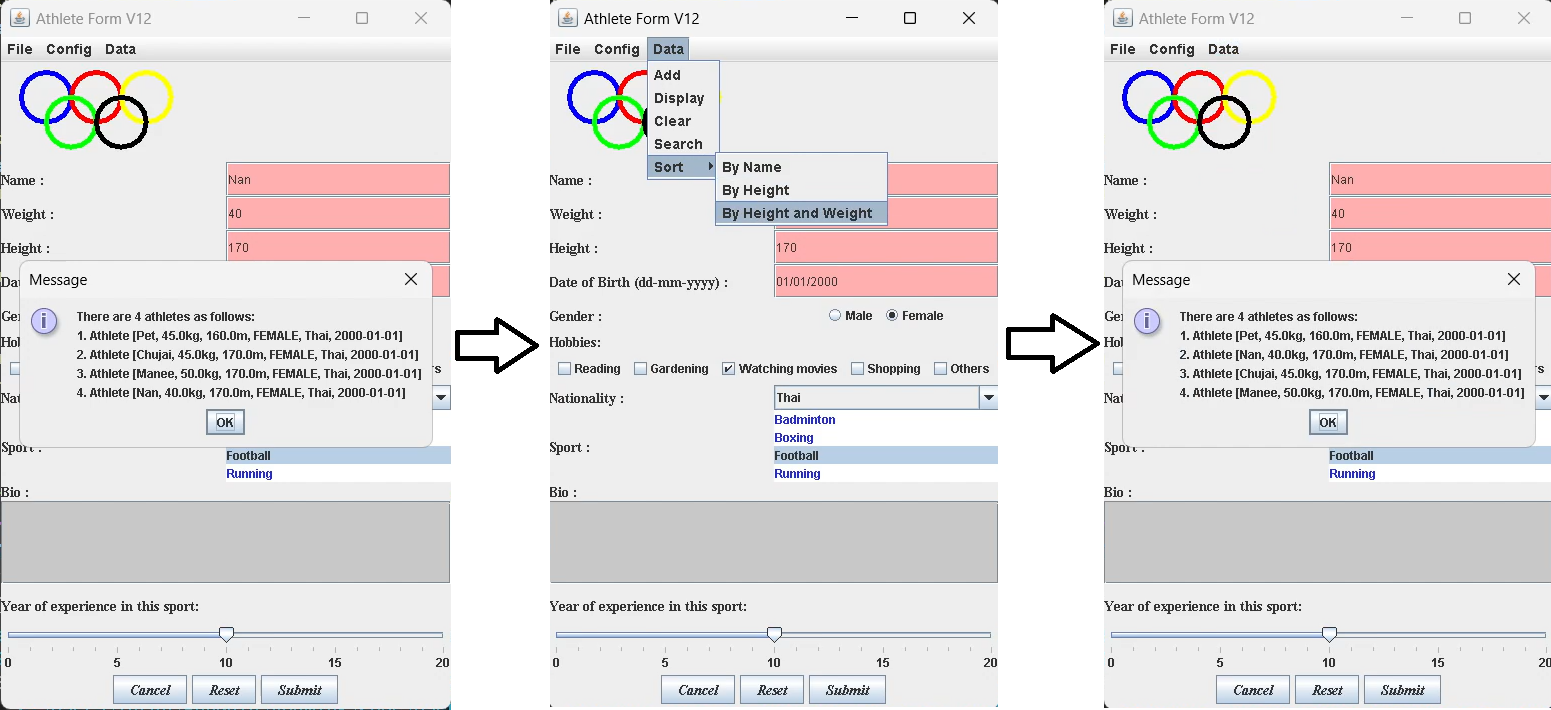 Athlete Form V12
File Config Data
Name : Nan
Weight : 40
Height : 170
Da
Message
There are 4 athletes as follows:
1. Athlete [Pet, 45.0kg, 160.0m, FEMALE, Thai, 2000-01-01]
2. Athlete [Chujai, 45.0kg, 170.0m, FEMALE, Thai, 2000-01-01]
3. Athlete [Manee, 50.0kg, 170.0m, FEMALE, Thai, 2000-01-01]
4. Athlete [Nan, 40.0kg, 170.0m, FEMALE, Thai, 2000-01-01]
OK
Sport :
Football
Running
Bio :
Year of experience in this sport:
0 5 10 15 20
Cancel Reset Submit
Athlete Form V12
File Config Data
Add
Display
Clear
Search
Sort
By Name
By Height
By Height and Weight
Name :
Weight :
Height : 170
Date of Birth (dd-mm-yyyy) : 01/01/2000
Gender : Male Female
Hobbies:
Reading Gardening Watching movies Shopping Others
Nationality : Thai
Badminton
Boxing
Sport : Football
Running
Bio :
Year of experience in this sport:
0 5 10 15 20
Cancel Reset Submit
Athlete Form V12
File Config Data
Name : Nan
Weight : 40
Height : 170
Da
Message
There are 4 athletes as follows:
1. Athlete [Pet, 45.0kg, 160.0m, FEMALE, Thai, 2000-01-01]
2. Athlete [Nan, 40.0kg, 170.0m, FEMALE, Thai, 2000-01-01]
3. Athlete [Chujai, 45.0kg, 170.0m, FEMALE, Thai, 2000-01-01]
4. Athlete [Manee, 50.0kg, 170.0m, FEMALE, Thai, 2000-01-01]
OK
Sport :
Football
Running
Bio :
Year of experience in this sport:
0 5 10 15 20
Cancel Reset Submit